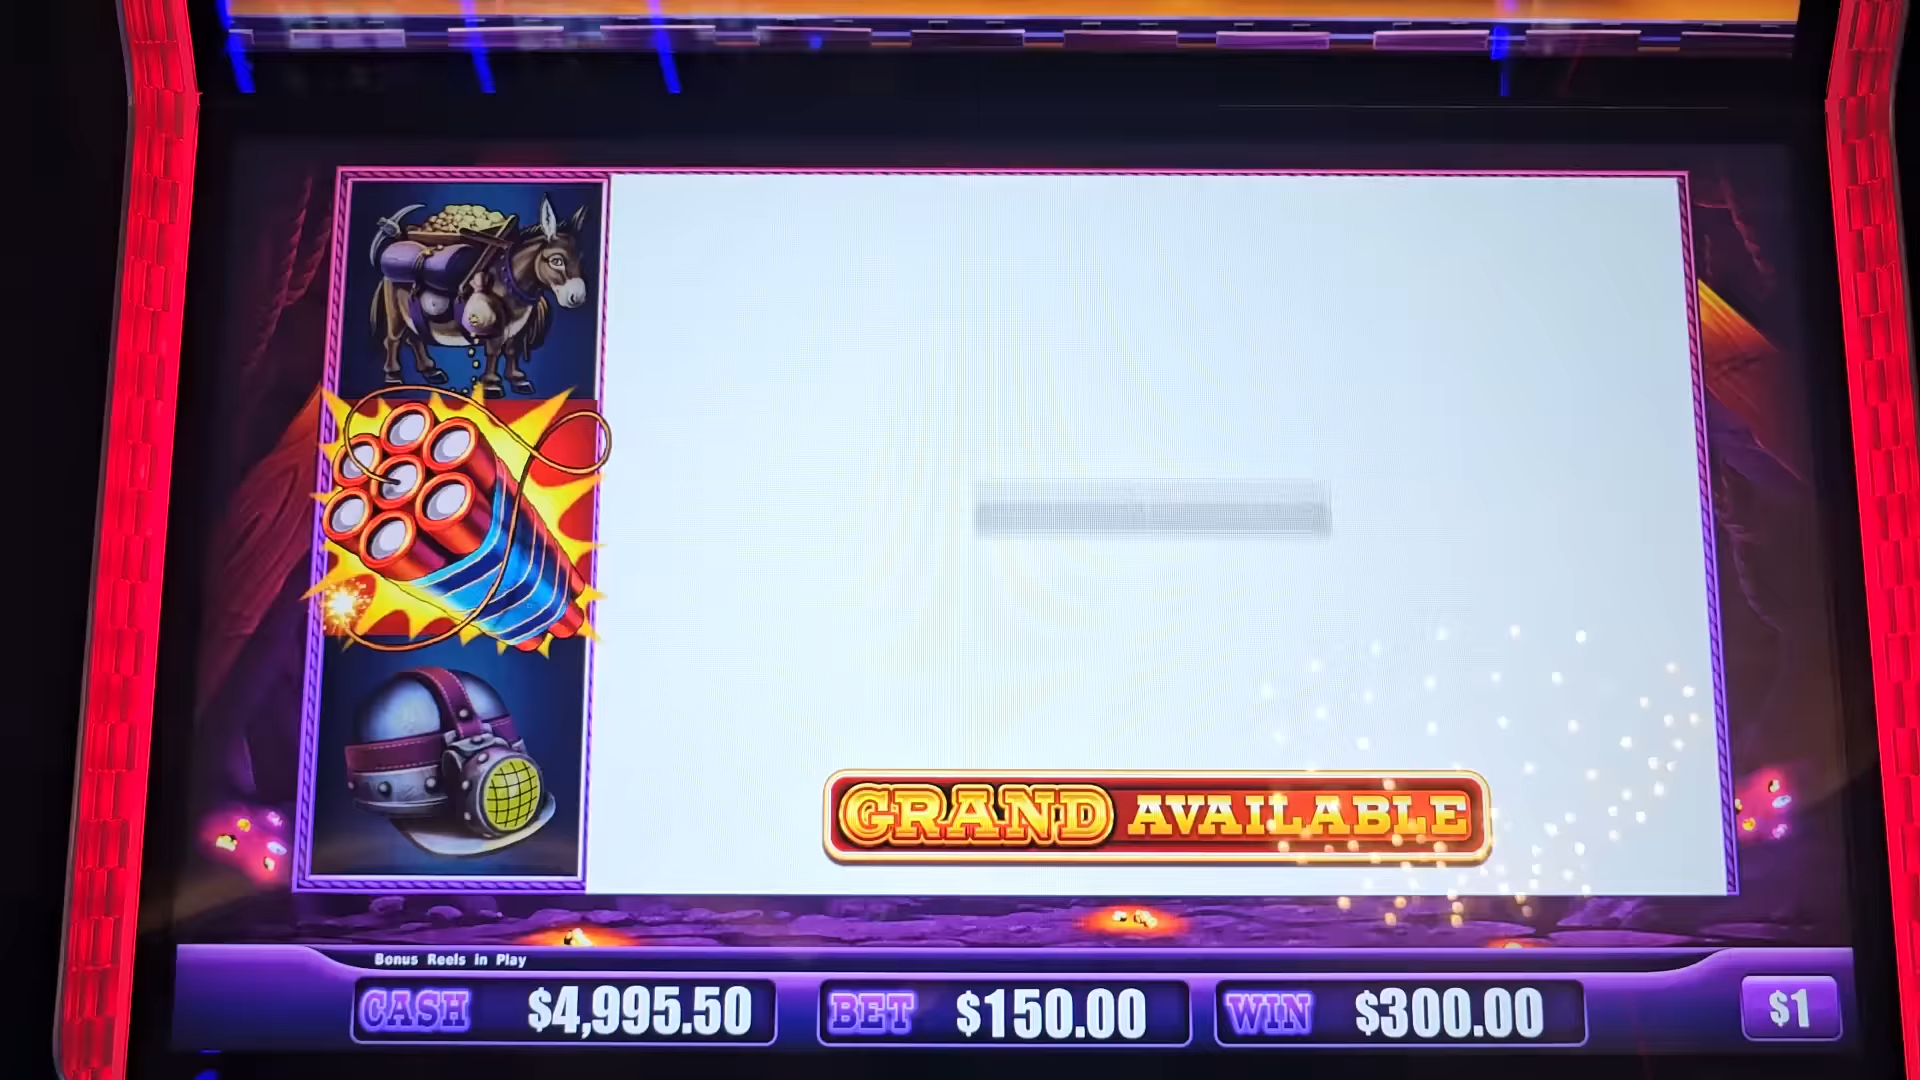 GRAND AVAILABLE
Bonus Reels In Play
CASH $4,995.50 BET $150.00 WIN $300.00 $1